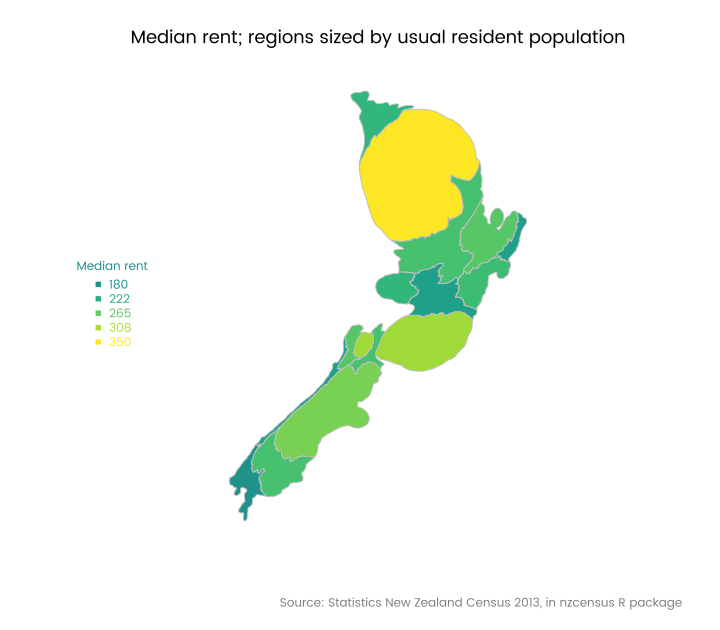 Median rent; regions sized by usual resident population
Median rent
180
222
265
308
350
Source: Statistics New Zealand Census 2013, in nzcensus R package